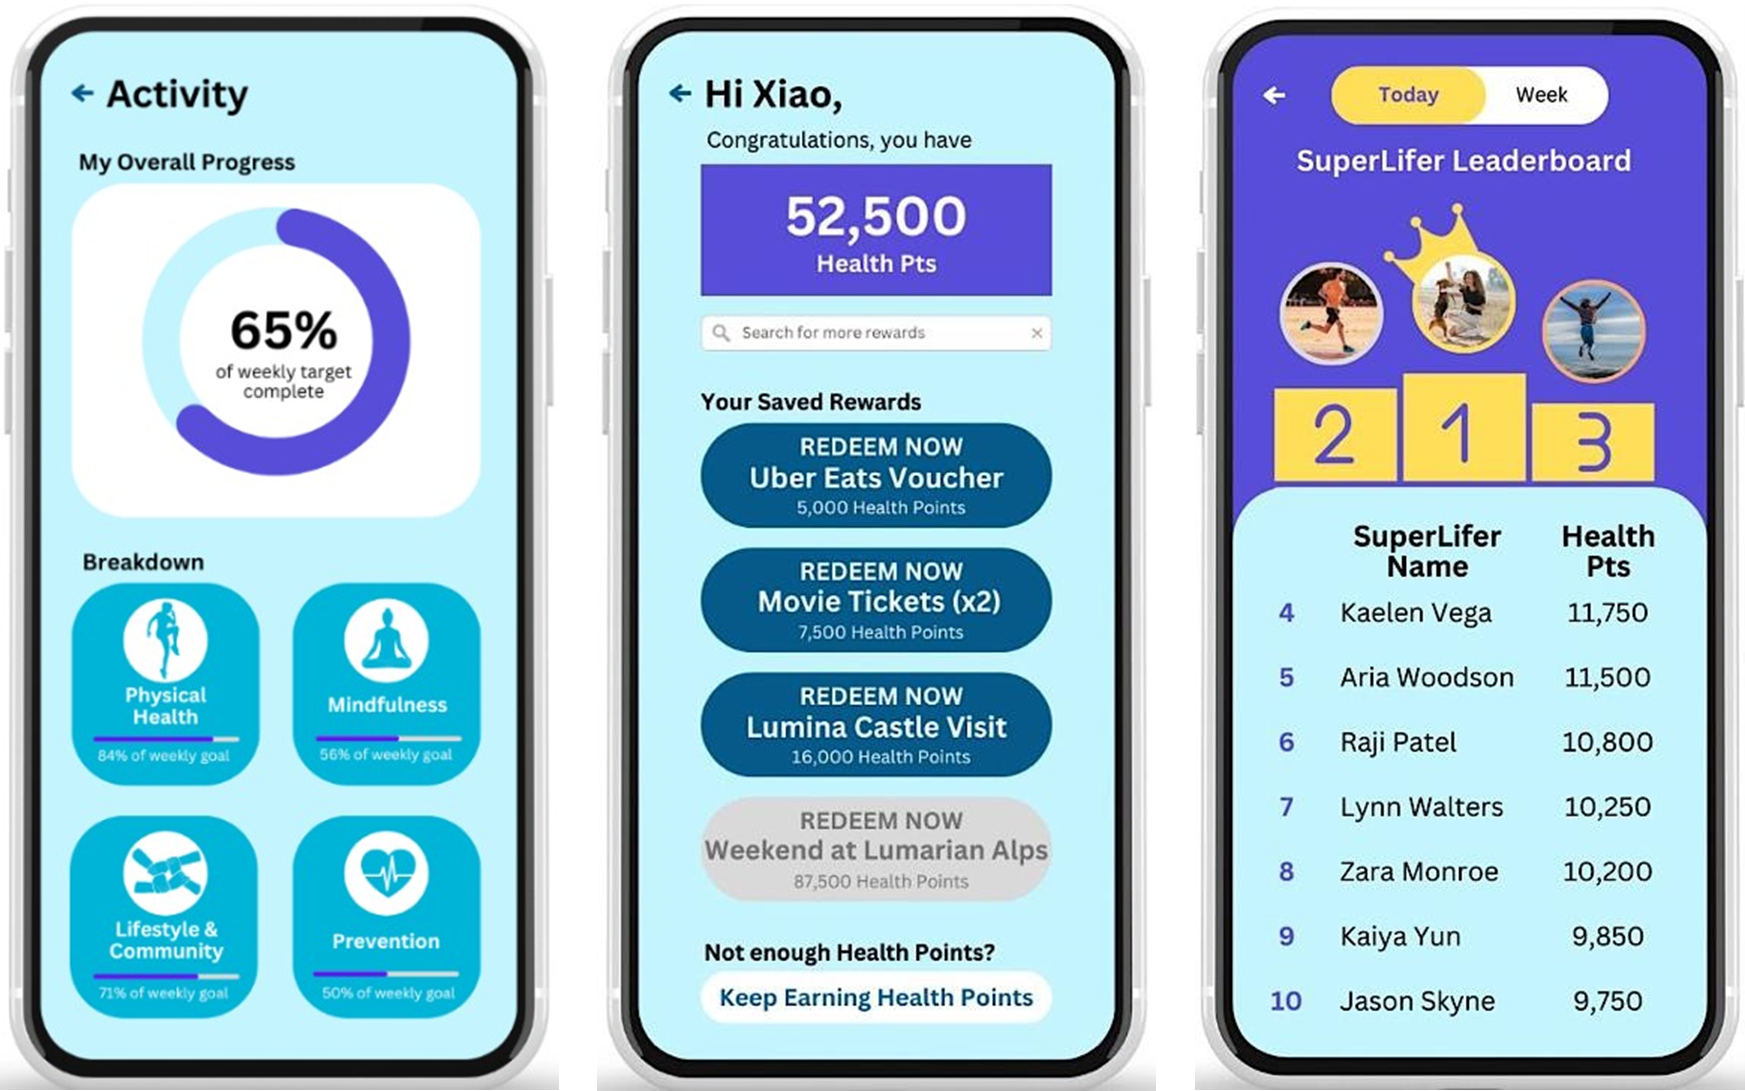 Activity
My Overall Progress
65%
of weekly target
complete
Breakdown
Physical
Health
84% of weekly goal
Mindfulness
56% of weekly goal
Lifestyle &
Community
71% of weekly goal
Prevention
50% of weekly goal
Hi Xiao,
Congratulations, you have
52,500
Health Pts
Search for more rewards
Your Saved Rewards
REDEEM NOW
Uber Eats Voucher
5,000 Health Points
REDEEM NOW
Movie Tickets (x2)
7,500 Health Points
REDEEM NOW
Lumina Castle Visit
16,000 Health Points
REDEEM NOW
Weekend at Lumarian Alps
87,500 Health Points
Not enough Health Points?
Keep Earning Health Points
Today Week
SuperLifer Leaderboard
2 1 3
SuperLifer Health
Name Pts
4 Kaelen Vega 11,750
5 Aria Woodson 11,500
6 Raji Patel 10,800
7 Lynn Walters 10,250
8 Zara Monroe 10,200
9 Kaiya Yun 9,850
10 Jason Skyne 9,750